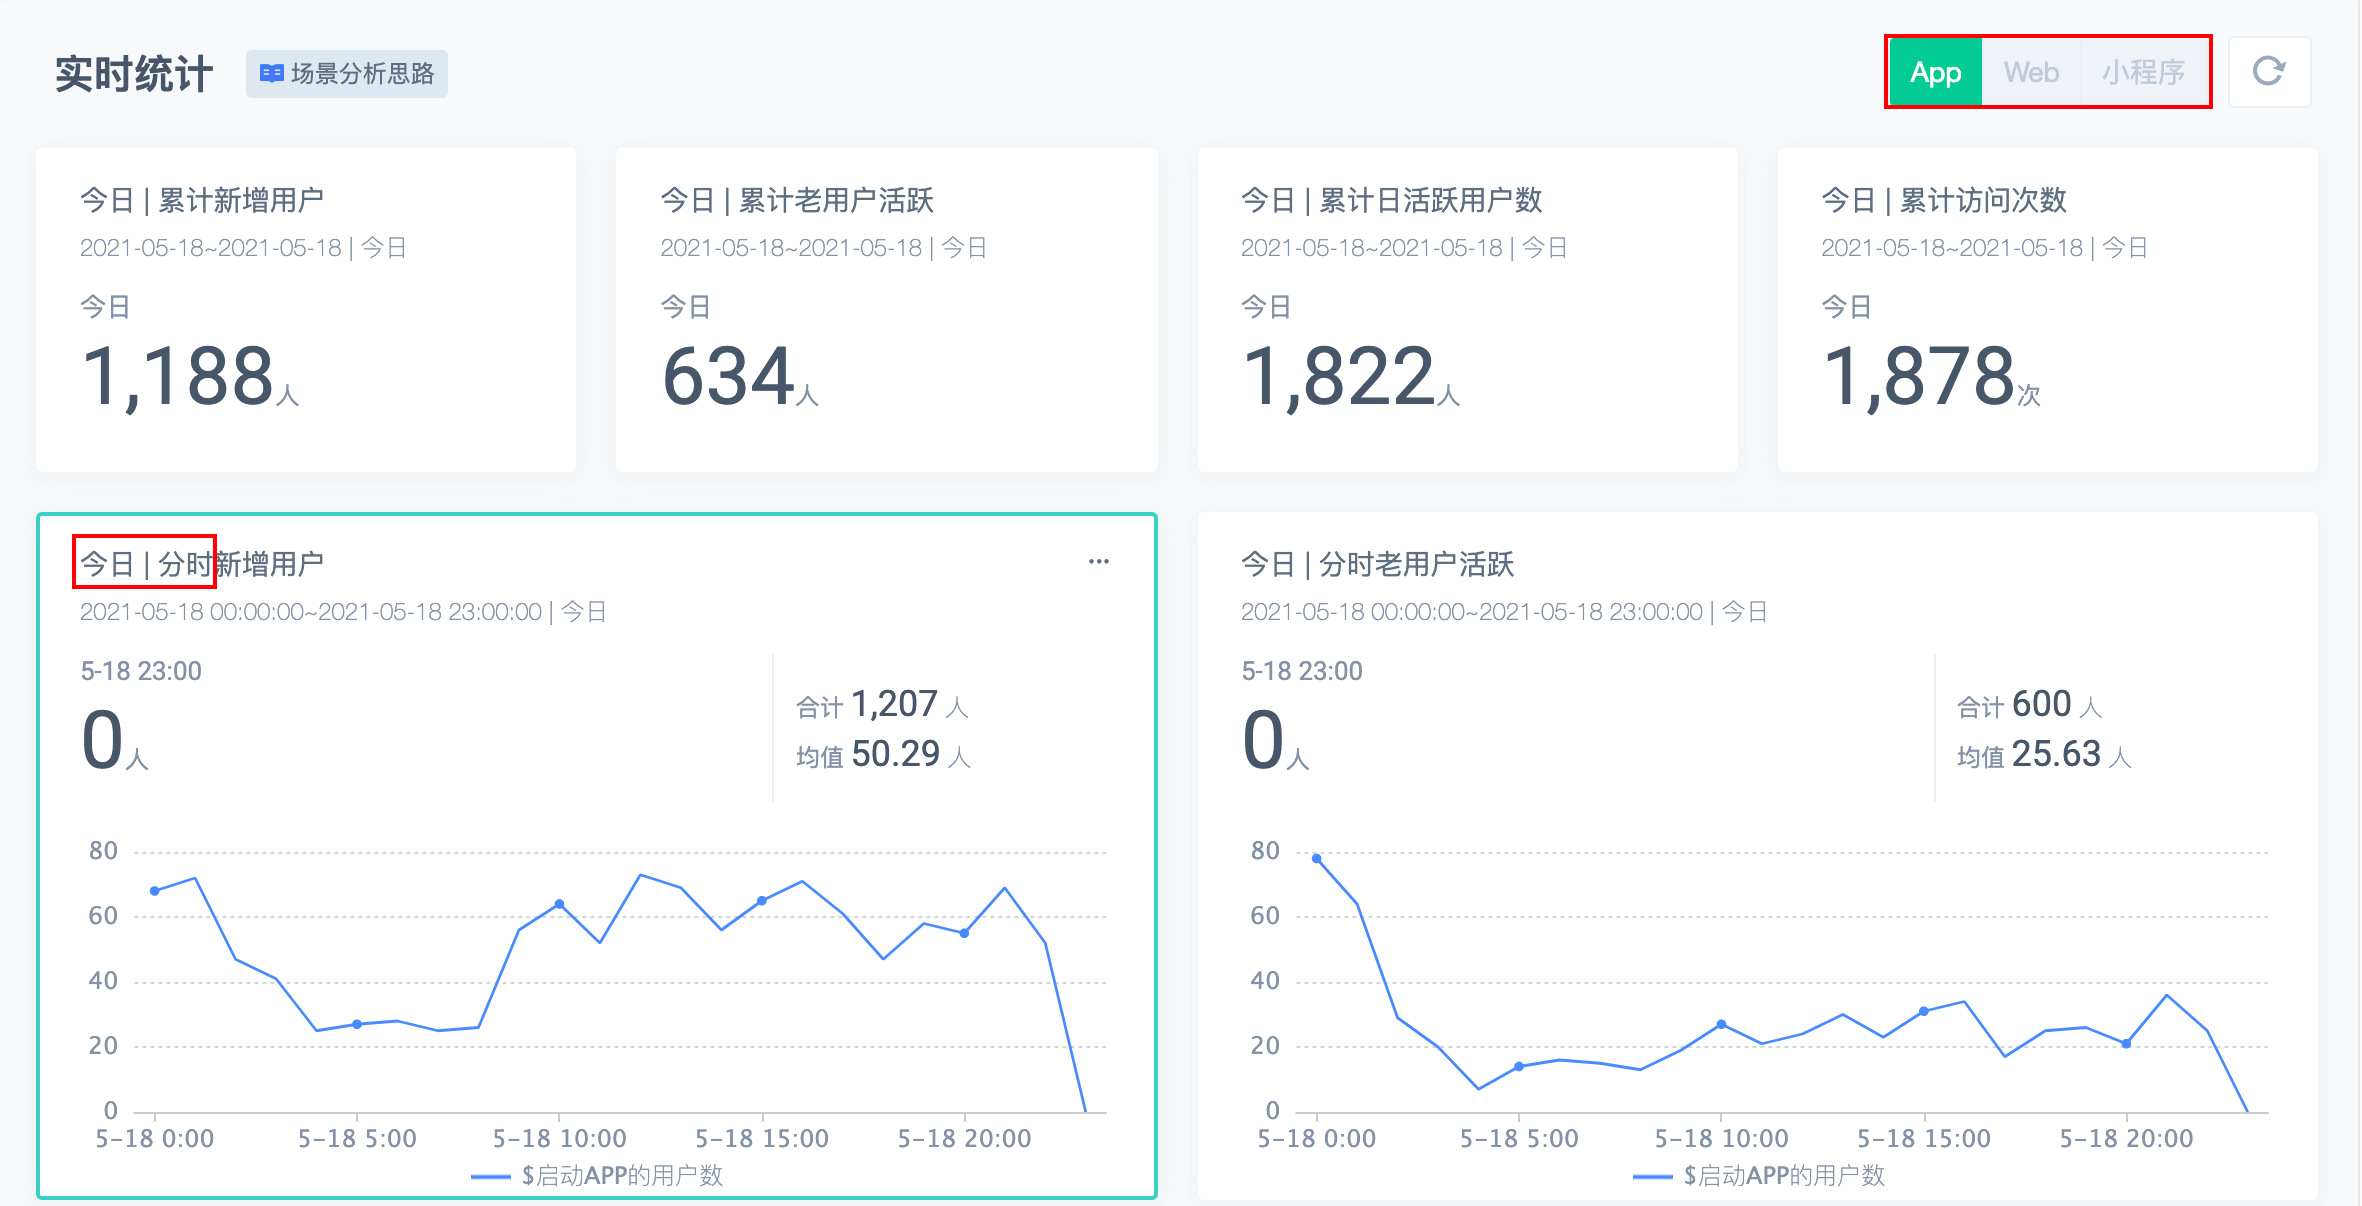 实时统计
场景分析思路
App Web 小程序
今日 | 累计新增用户
2021-05-18~2021-05-18 | 今日
今日
1,188人
今日 | 累计老用户活跃
2021-05-18~2021-05-18 | 今日
今日
634人
今日 | 累计日活跃用户数
2021-05-18~2021-05-18 | 今日
今日
1,822人
今日 | 累计访问次数
2021-05-18~2021-05-18 | 今日
今日
1,878次
今日 | 分时新增用户
2021-05-18 00:00:00~2021-05-18 23:00:00 | 今日
5-18 23:00
0人
合计 1,207 人
均值 50.29 人
80
60
40
20
0
5-18 0:00 5-18 5:00 5-18 10:00 5-18 15:00 5-18 20:00
$启动APP的用户数
今日 | 分时老用户活跃
2021-05-18 00:00:00~2021-05-18 23:00:00 | 今日
5-18 23:00
0人
合计 600 人
均值 25.63 人
80
60
40
20
0
5-18 0:00 5-18 5:00 5-18 10:00 5-18 15:00 5-18 20:00
$启动APP的用户数